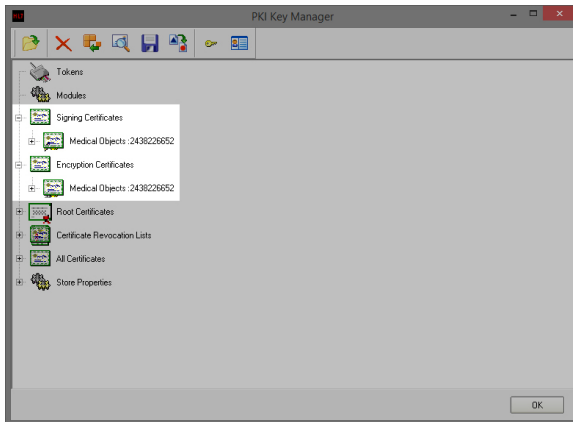 PKI Key Manager
Tokens
Modules
Signing Certificates
Medical Objects :2438226652
Encryption Certificates
Medical Objects :2438226652
Root Certificates
Certificate Revocation Lists
All Certificates
Store Properties
OK